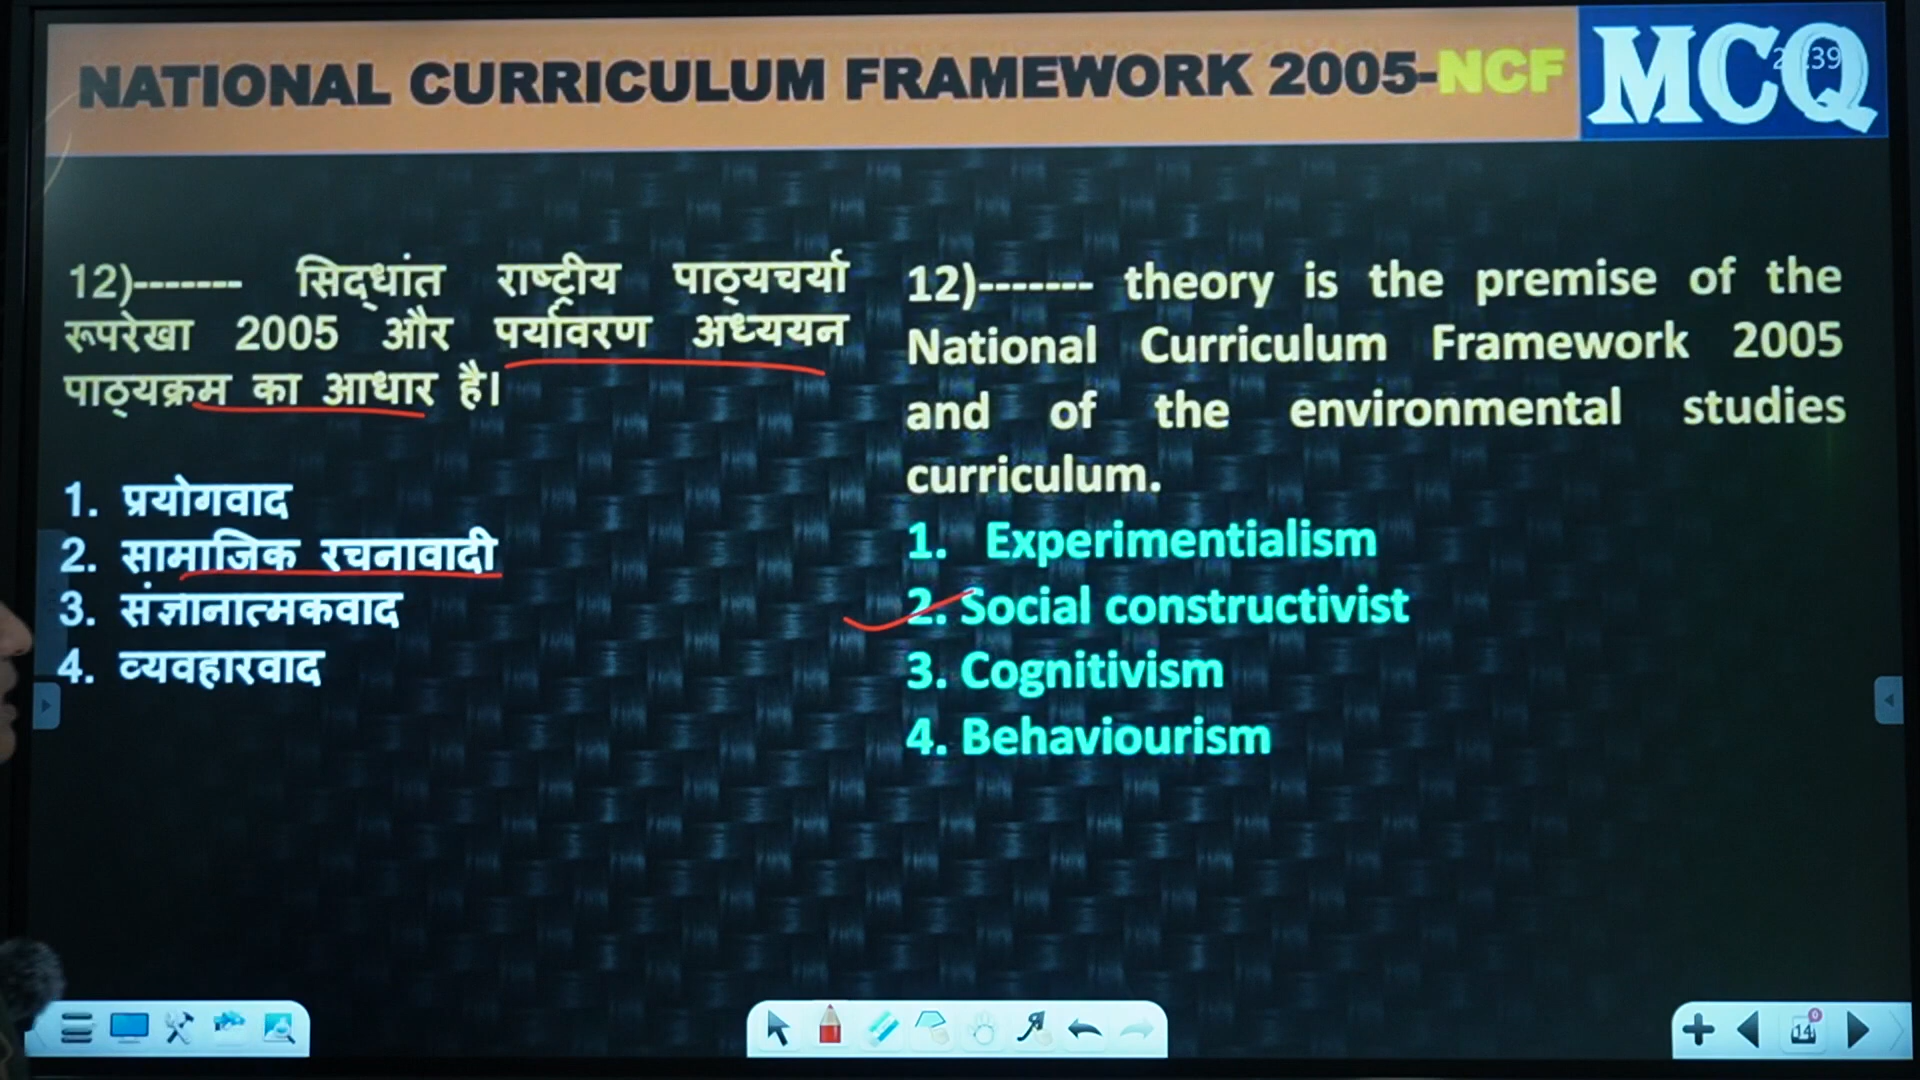 NATIONAL CURRICULUM FRAMEWORK 2005-NCF
MCQ
12)------- सिद्धांत राष्ट्रीय पाठ्यचर्या
रूपरेखा 2005 और पर्यावरण अध्ययन
पाठ्यक्रम का आधार है।
1. प्रयोगवाद
2. सामाजिक रचनावादी
3. संज्ञानात्मकवाद
4. व्यवहारवाद
12)------- theory is the premise of the
National Curriculum Framework 2005
and of the environmental studies
curriculum.
1. Experimentialism
2. Social constructivist
3. Cognitivism
4. Behaviourism
14
0